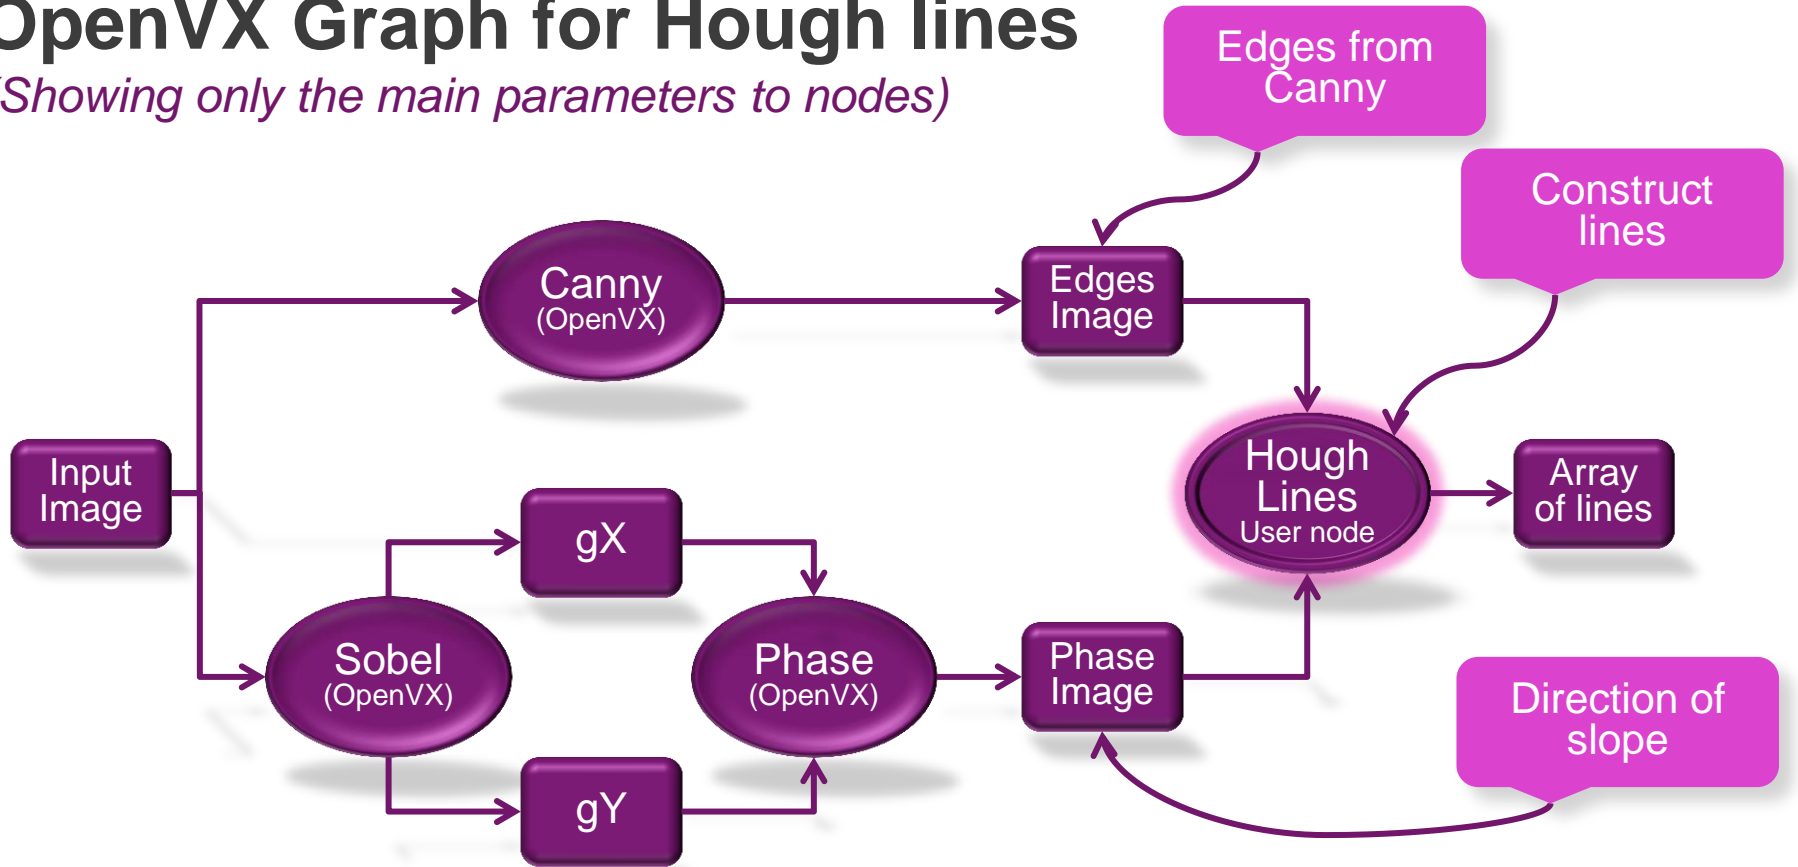 OpenVX Graph for Hough lines
(Showing only the main parameters to nodes)
Edges from
Canny
Construct
lines
Canny
(OpenVX)
Edges
Image
Input
Image
Hough
Lines
User node
Array
of lines
gX
Sobel
(OpenVX)
Phase
(OpenVX)
Phase
Image
Direction of
slope
gY